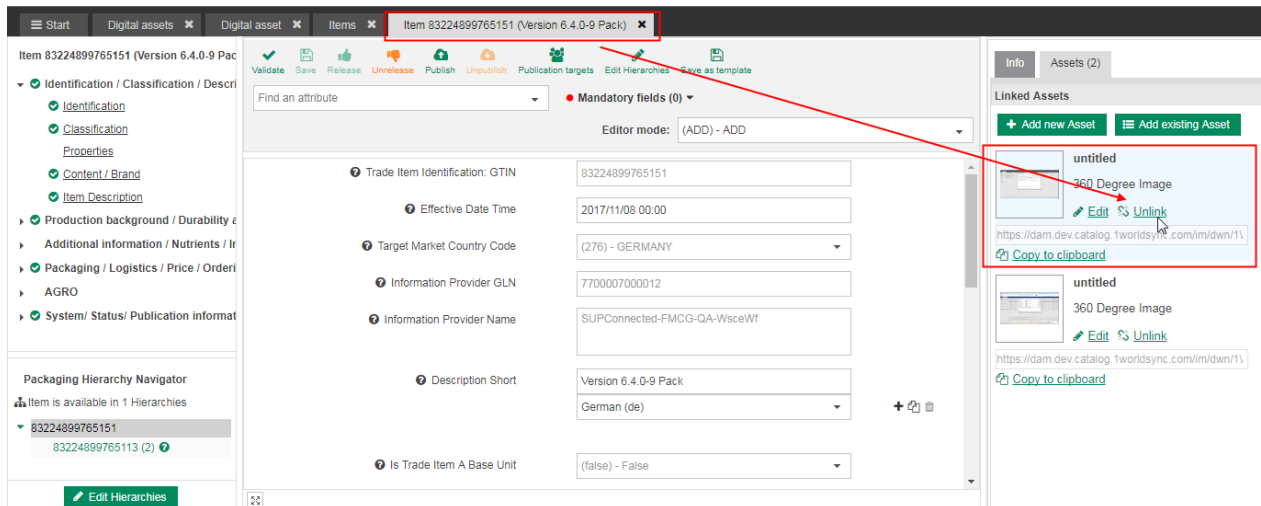 Start
Digital assets
Digital asset
Items
Item 83224899765151 (Version 6.4.0-9 Pack)
Item 83224899765151 (Version 6.4.0-9 Pac
Identification / Classification / Descri
Identification
Classification
Properties
Content / Brand
Item Description
Production background / Durability a
Additional information / Nutrients / In
Packaging / Logistics / Price / Orderi
AGRO
System/ Status/ Publication informat
Packaging Hierarchy Navigator
Item is available in 1 Hierarchies
83224899765151
83224899765113 (2)
Edit Hierarchies
Validate Save Release Unrelease Publish Unpublish Publication targets Edit Hierarchies Save as template
Find an attribute
Mandatory fields (0)
Editor mode: (ADD) - ADD
Trade Item Identification: GTIN 83224899765151
Effective Date Time 2017/11/08 00:00
Target Market Country Code (276) - GERMANY
Information Provider GLN 7700007000012
Information Provider Name SUPConnected-FMCG-QA-WsceWf
Description Short Version 6.4.0-9 Pack
German (de)
Is Trade Item A Base Unit (false) - False
Info Assets (2)
Linked Assets
Add new Asset Add existing Asset
untitled
360 Degree Image
Edit Unlink
https://dam.dev.catalog.1worldsync.com/im/dwn/1\
Copy to clipboard
untitled
360 Degree Image
Edit Unlink
https://dam.dev.catalog.1worldsync.com/im/dwn/1\
Copy to clipboard